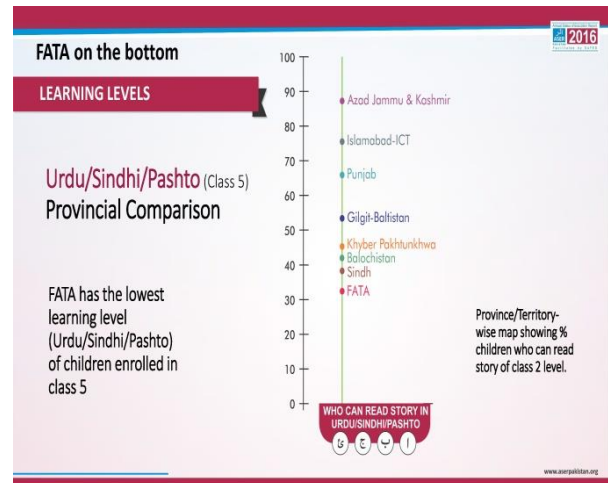 FATA on the bottom
ASER
2016
LEARNING LEVELS
Urdu/Sindhi/Pashto (Class 5)
Provincial Comparison
FATA has the lowest
learning level
(Urdu/Sindhi/Pashto)
of children enrolled in
class 5
100
90
80
70
60
50
40
30
20
10
0
Azad Jammu & Kashmir
Islamabad-ICT
Punjab
Gilgit-Baltistan
Khyber Pakhtunkhwa
Balochistan
Sindh
FATA
WHO CAN READ STORY IN
URDU/SINDHI/PASHTO
ا ب ج ئ
Province/Territory-
wise map showing %
children who can read
story of class 2 level.
www.aserpakistan.org